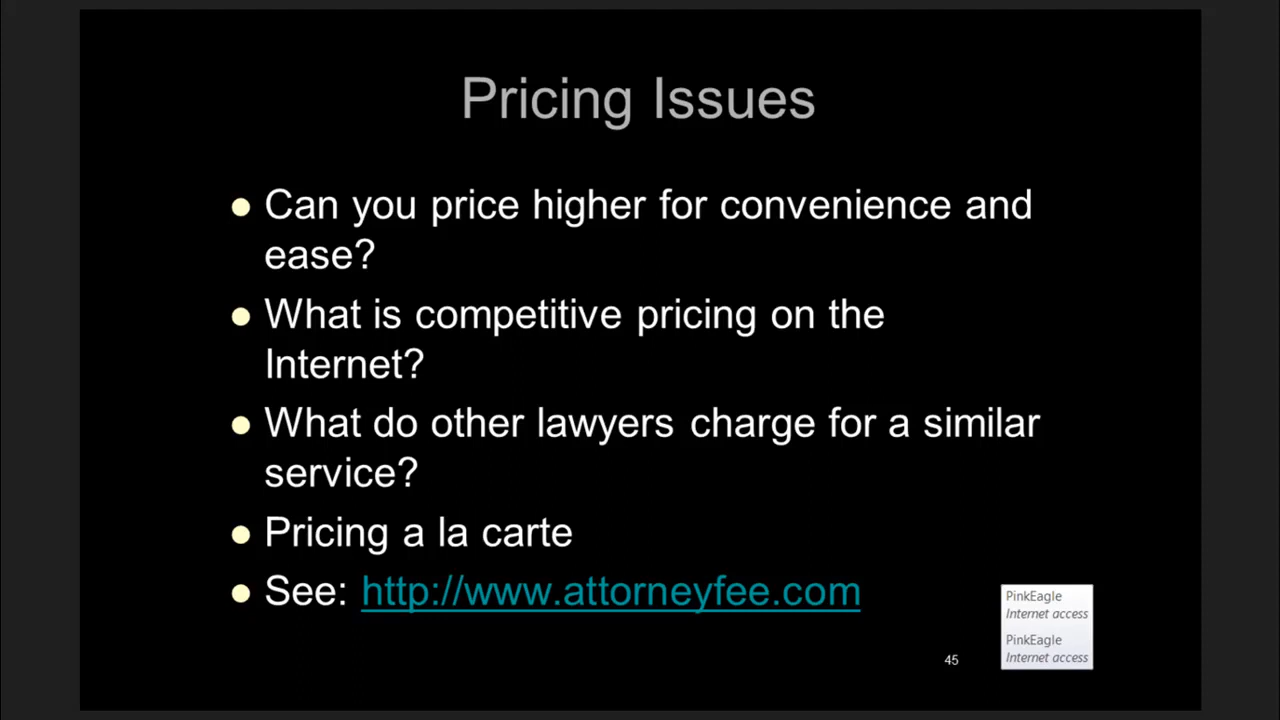 Pricing Issues
Can you price higher for convenience and
ease?
What is competitive pricing on the
Internet?
What do other lawyers charge for a similar
service?
Pricing a la carte
See: http://www.attorneyfee.com
PinkEagle
Internet access
PinkEagle
Internet access
45